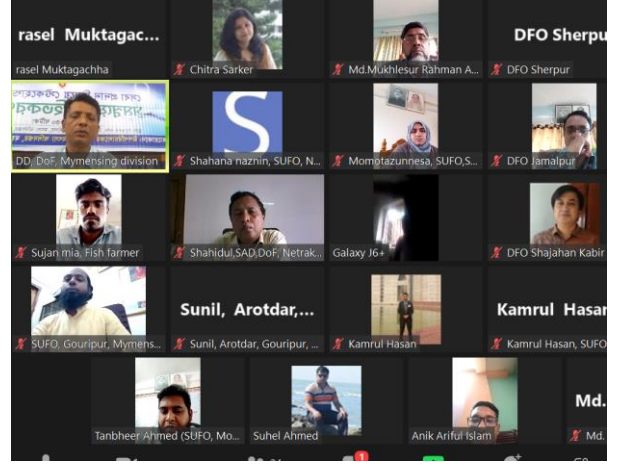 rasel Muktagac...
DFO Sherpu
rasel Muktagachha
Chitra Sarker
Md.Mukhlesur Rahman A...
DFO Sherpur
DD, DoF, Mymensing division
S
Shahana naznin, SUFO, N...
Momotazunnesa, SUFO,S...
DFO Jamalpur
Sujan mia, Fish farmer
Shahidul,SAD,DoF, Netrak...
Galaxy J6+
DFO Shajahan Kabir
Sunil, Arotdar,...
Kamrul Hasan
SUFO, Gouripur, Mymens...
Sunil, Arotdar, Gouripur, ...
Kamrul Hasan
Kamrul Hasan, SUFO
Md.
Tanbheer Ahmed (SUFO, Mo...
Suhel Ahmed
Anik Ariful Islam
Md.
1